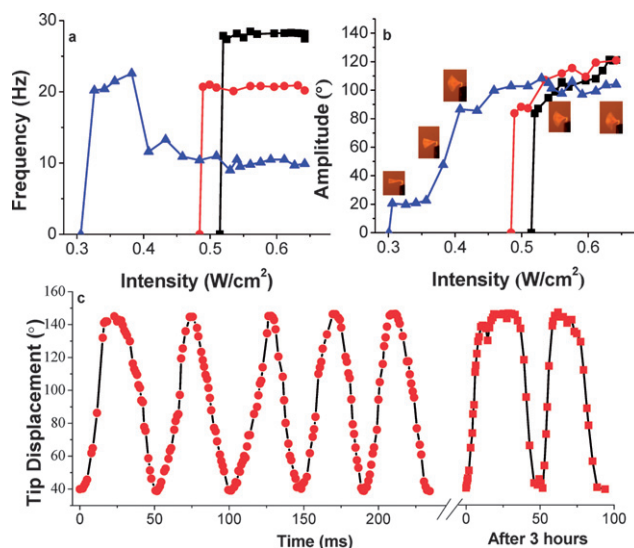 a
Frequency (Hz)
30
20
10
0
0.3 0.4 0.5 0.6
Intensity (W/cm²)
b
Amplitude (°)
140
120
100
80
60
40
20
0
0.3 0.4 0.5 0.6
Intensity (W/cm²)
c
Tip Displacement (°)
160
140
120
100
80
60
40
20
0 50 100 150 200 0 50 100
Time (ms) After 3 hours